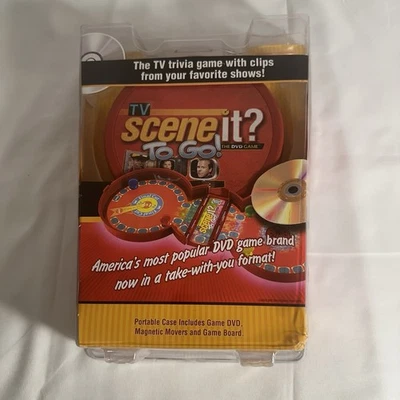 The TV trivia game with clips
from your favorite shows!
TV
scene it?
To Go!
THE DVD GAME
scene it?
America's most popular DVD game brand
now in a take-with-you format!
Portable Case Includes Game DVD,
Magnetic Movers and Game Board.